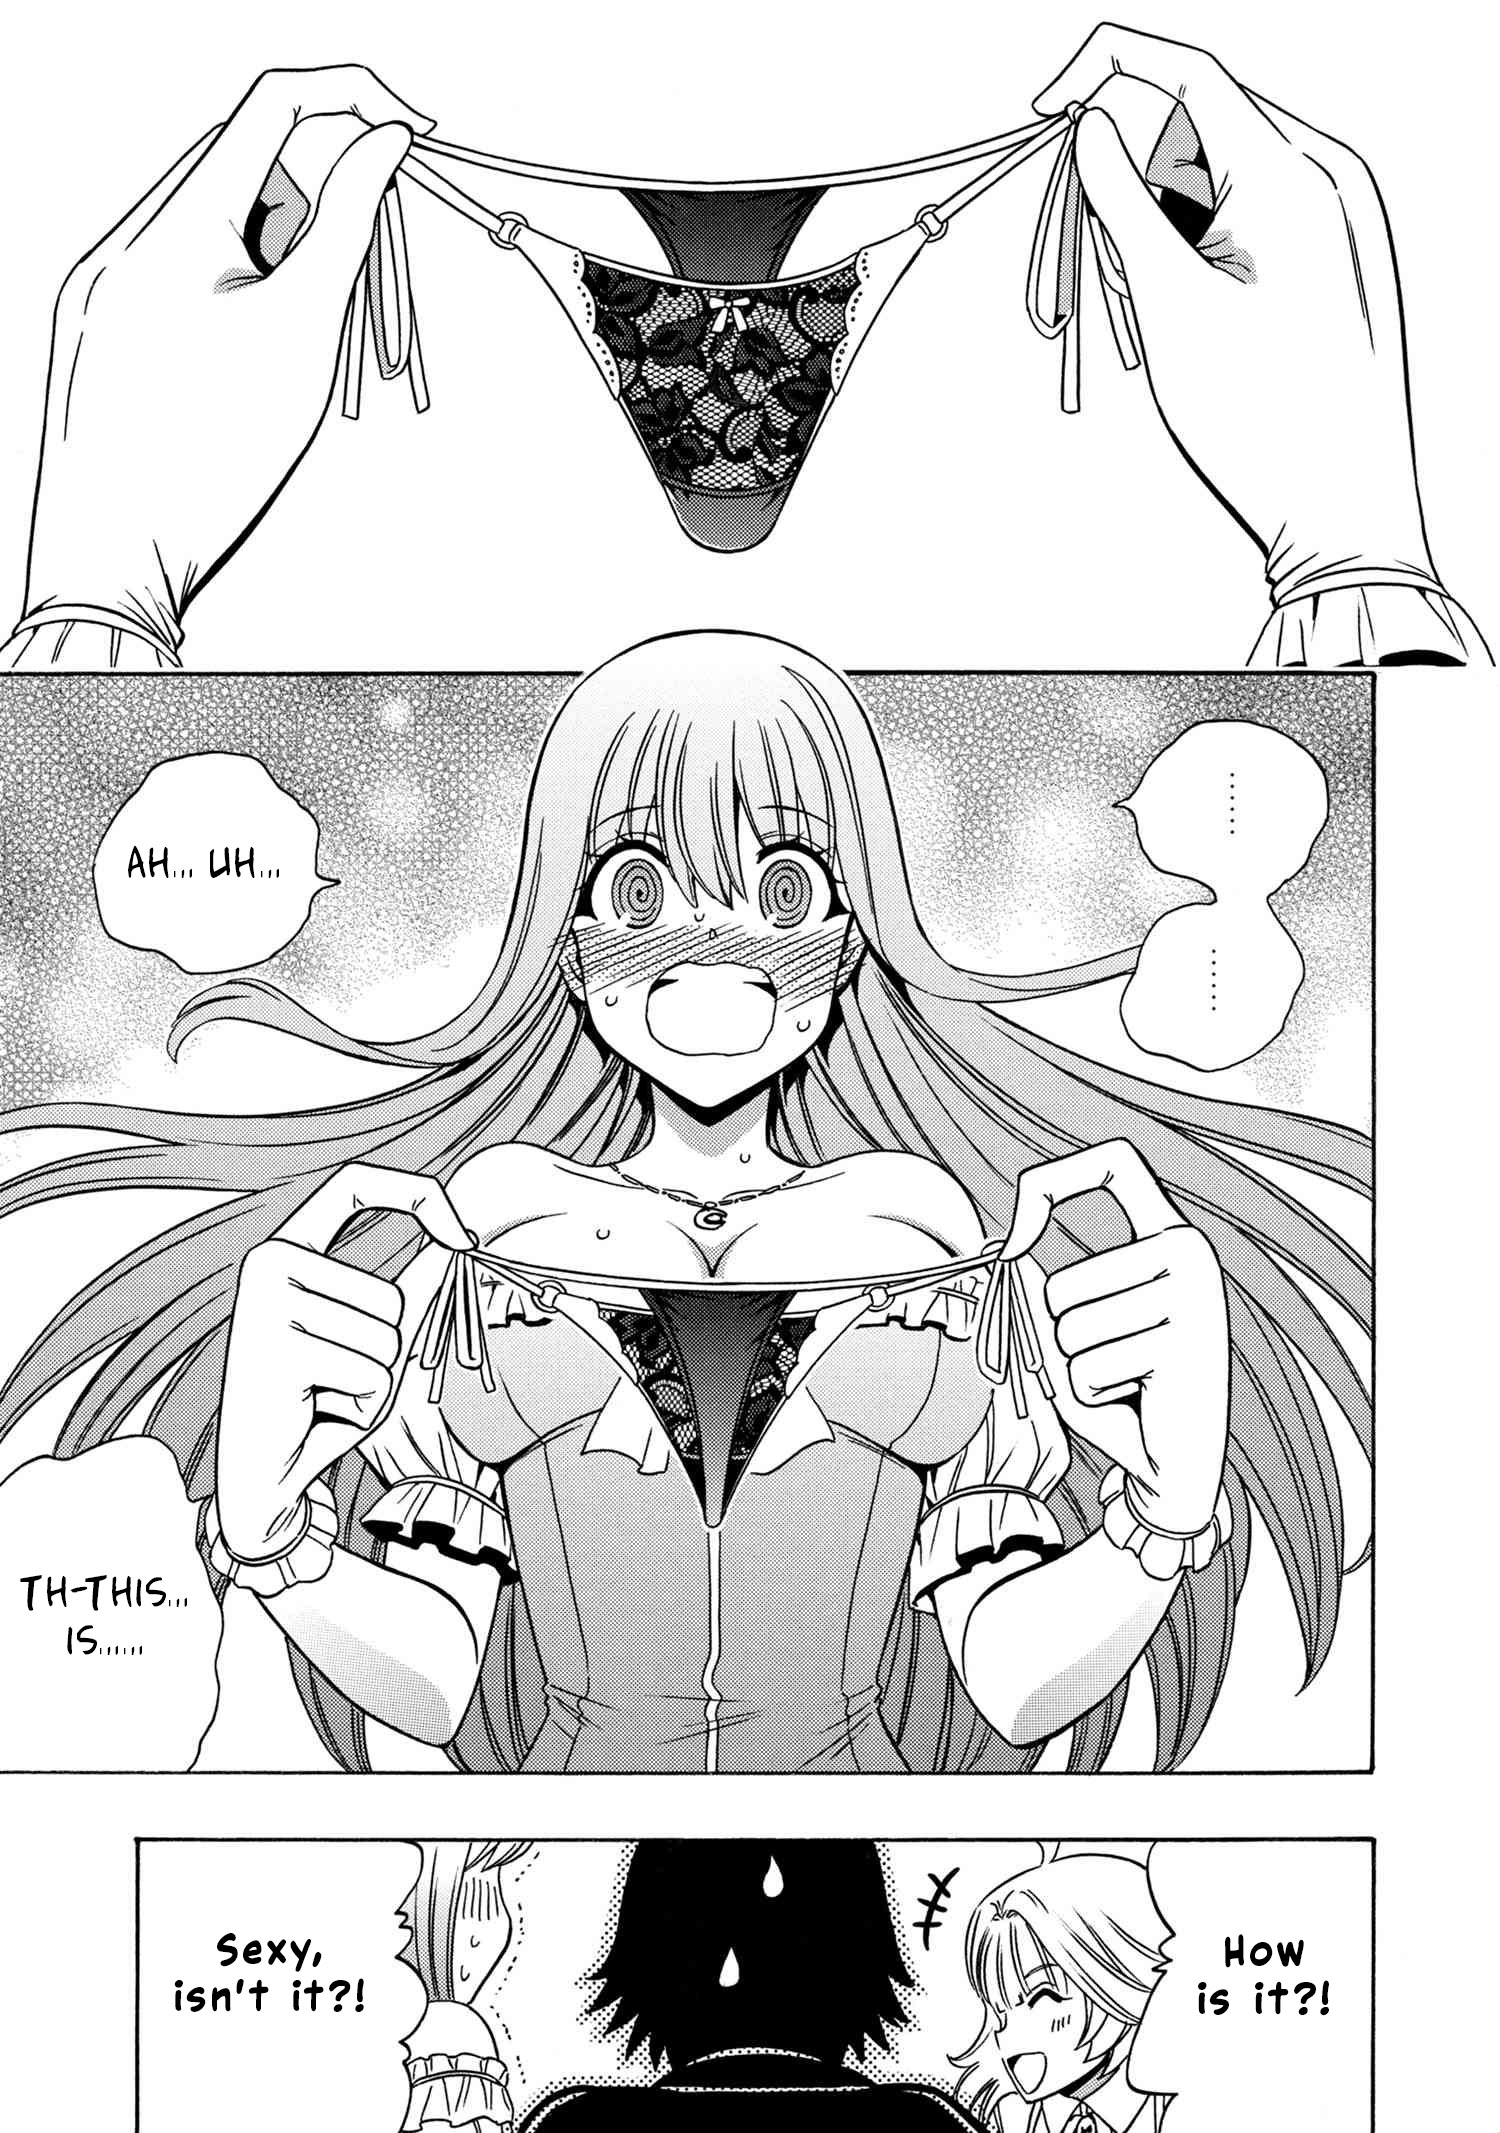 ……
……
AH... UH...
TH-THIS...
IS......
How
is it?!
Sexy,
isn't it?!